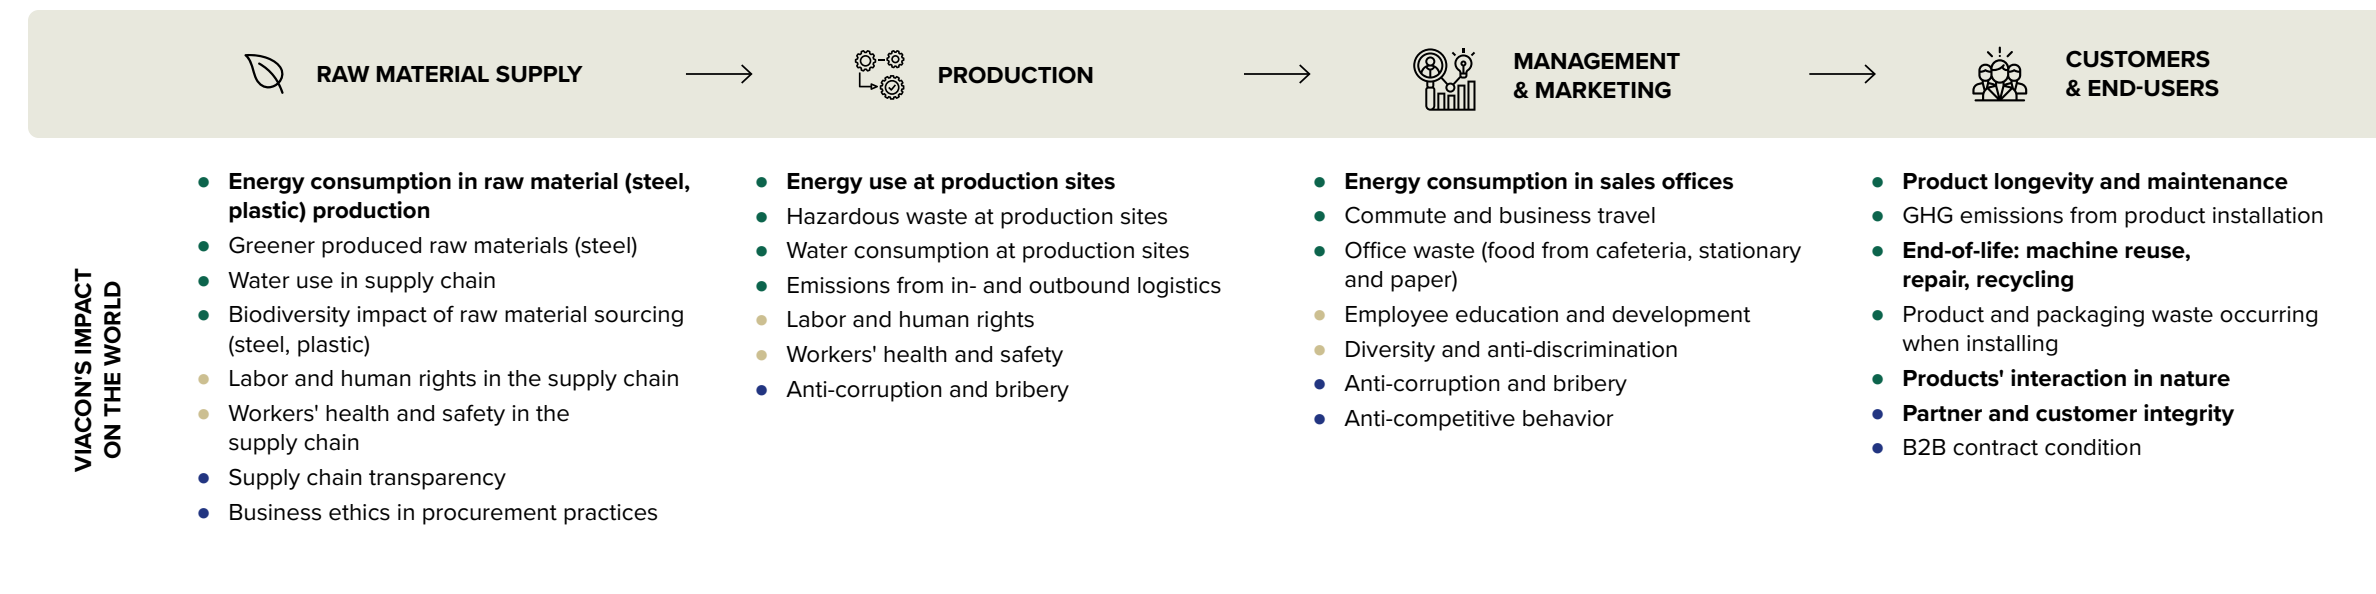 RAW MATERIAL SUPPLY
PRODUCTION
MANAGEMENT
& MARKETING
CUSTOMERS
& END-USERS
VIACON'S IMPACT
ON THE WORLD
Energy consumption in raw material (steel,
plastic) production
Greener produced raw materials (steel)
Water use in supply chain
Biodiversity impact of raw material sourcing
(steel, plastic)
Labor and human rights in the supply chain
Workers' health and safety in the
supply chain
Supply chain transparency
Business ethics in procurement practices
Energy use at production sites
Hazardous waste at production sites
Water consumption at production sites
Emissions from in- and outbound logistics
Labor and human rights
Workers' health and safety
Anti-corruption and bribery
Energy consumption in sales offices
Commute and business travel
Office waste (food from cafeteria, stationary
and paper)
Employee education and development
Diversity and anti-discrimination
Anti-corruption and bribery
Anti-competitive behavior
Product longevity and maintenance
GHG emissions from product installation
End-of-life: machine reuse,
repair, recycling
Product and packaging waste occurring
when installing
Products' interaction in nature
Partner and customer integrity
B2B contract condition